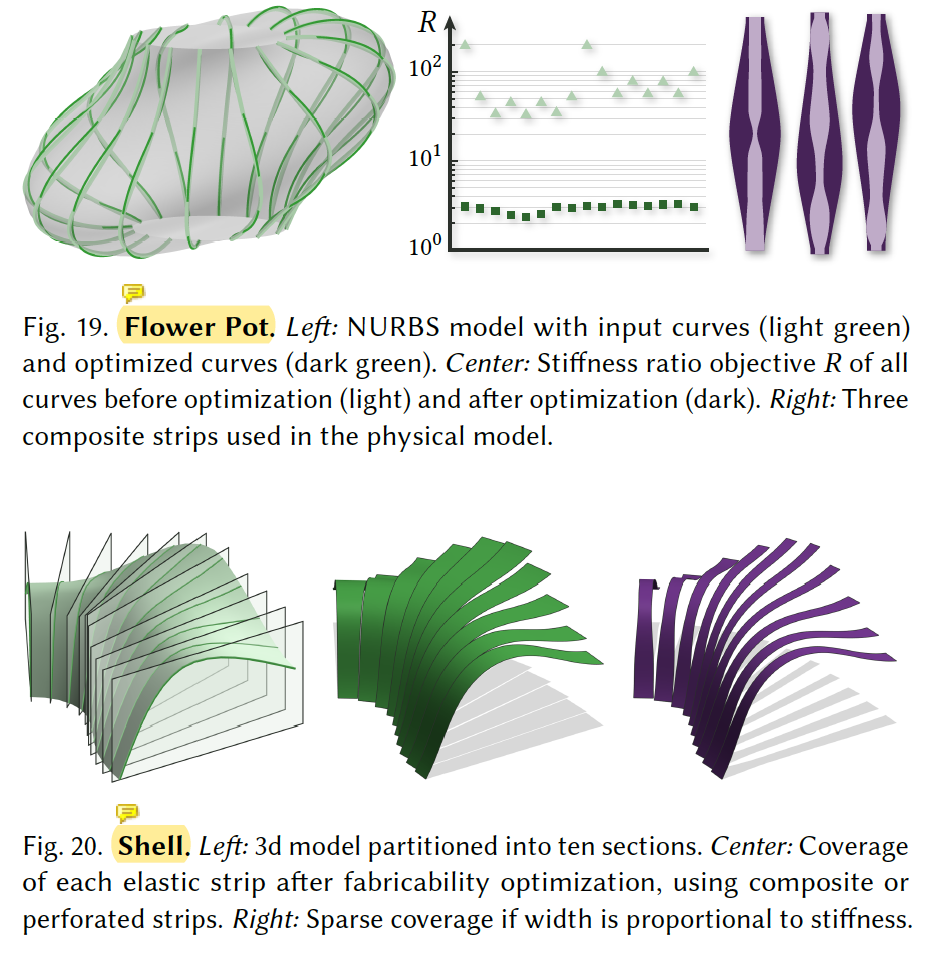 R
10²
10¹
10⁰
Fig. 19. Flower Pot. Left: NURBS model with input curves (light green)
and optimized curves (dark green). Center: Stiffness ratio objective R of all
curves before optimization (light) and after optimization (dark). Right: Three
composite strips used in the physical model.
Fig. 20. Shell. Left: 3d model partitioned into ten sections. Center: Coverage
of each elastic strip after fabricability optimization, using composite or
perforated strips. Right: Sparse coverage if width is proportional to stiffness.